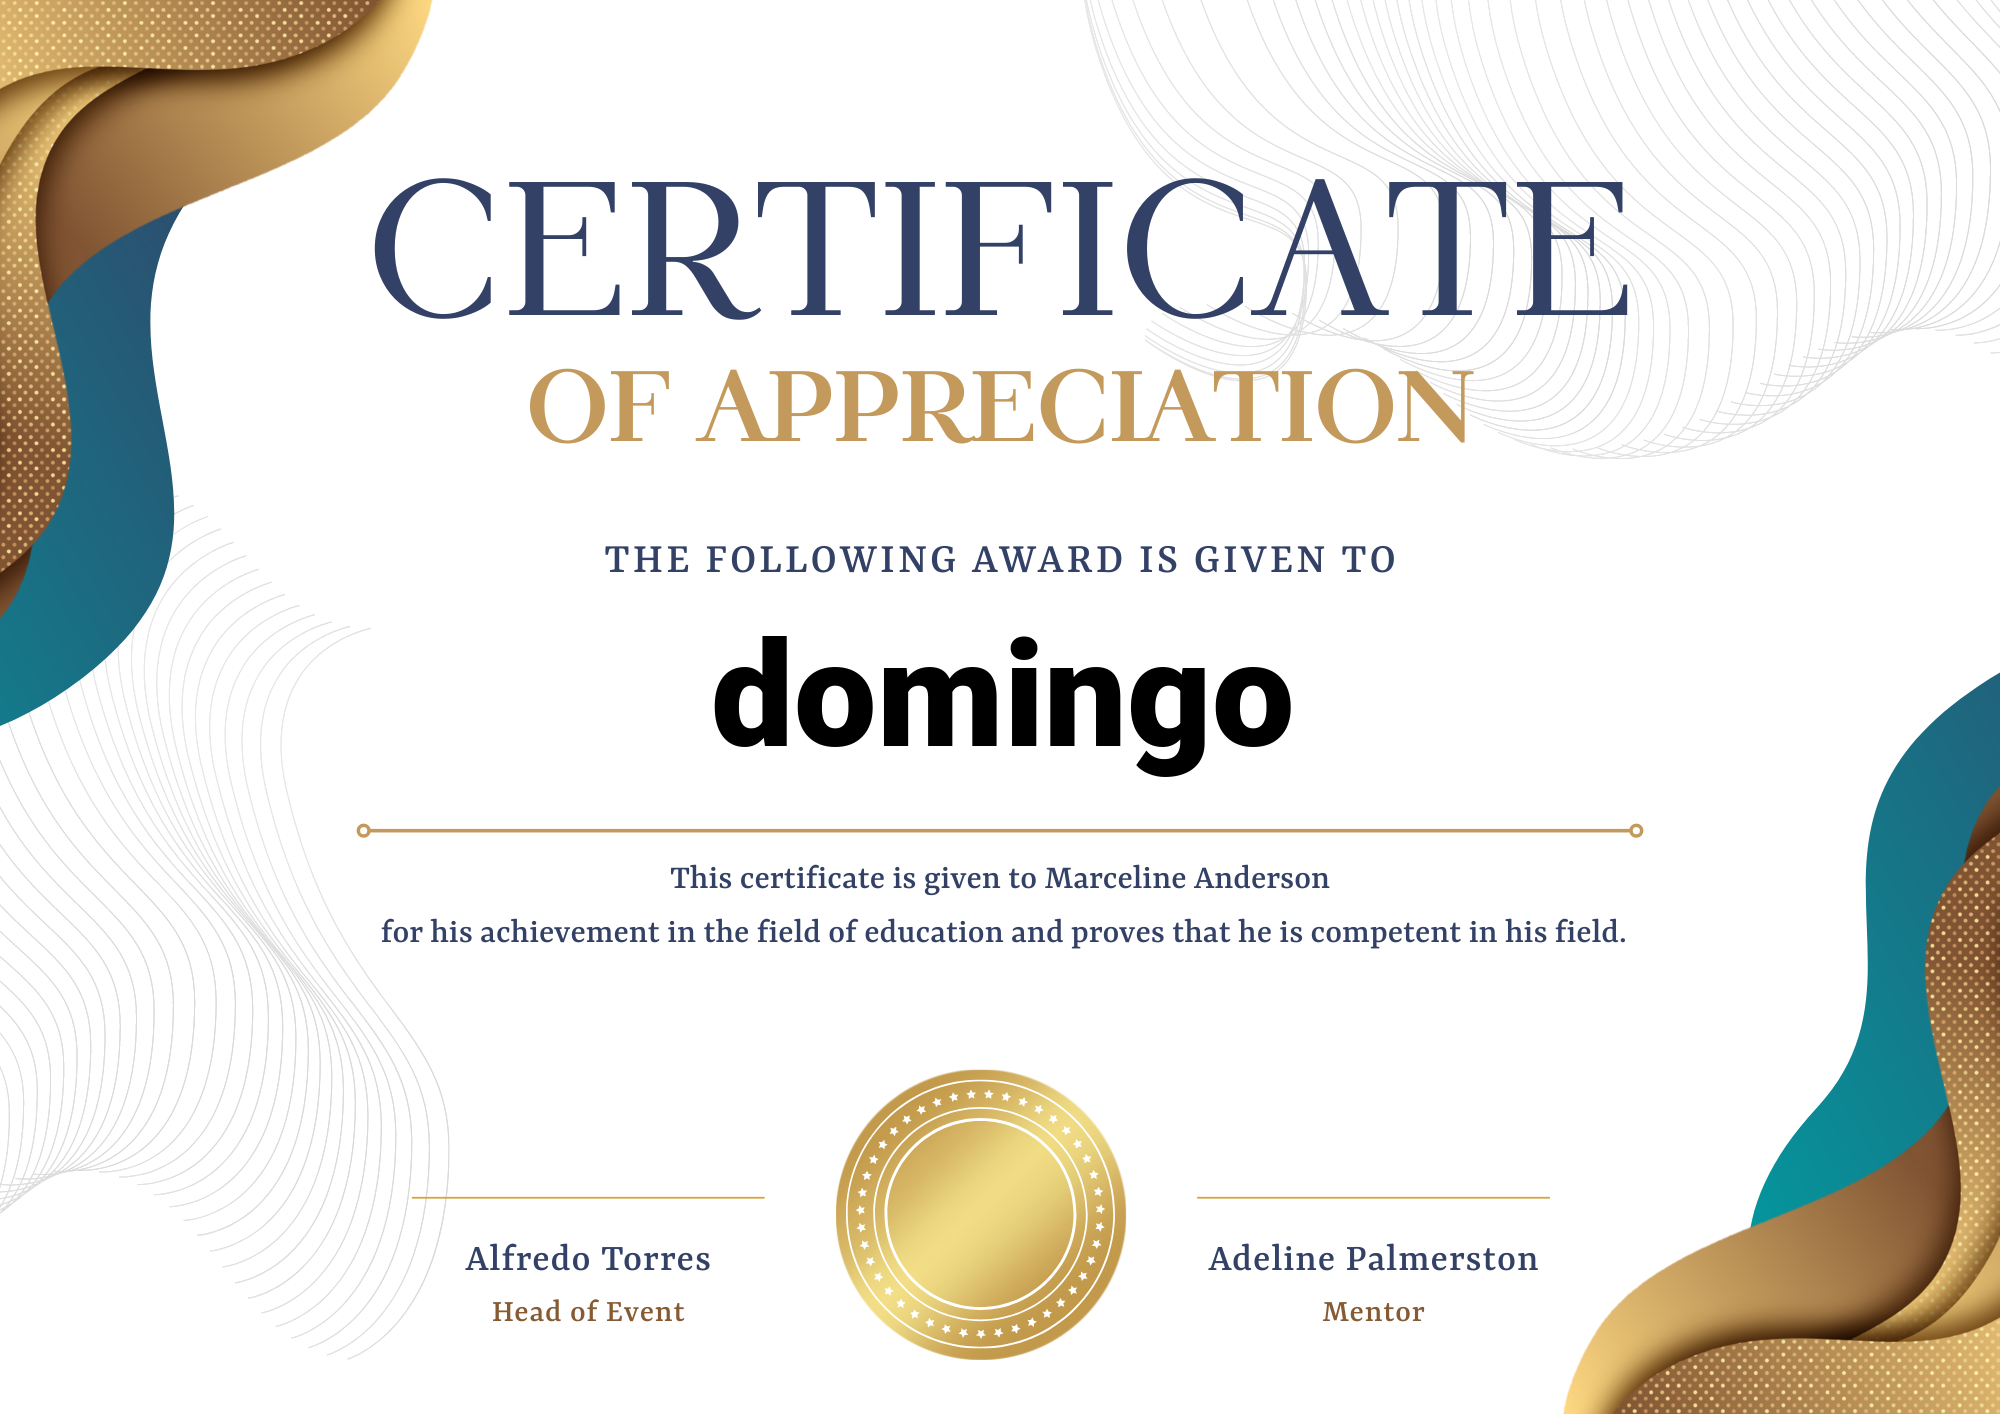 CERTIFICATE
OF APPRECIATION
THE FOLLOWING AWARD IS GIVEN TO
domingo
This certificate is given to Marceline Anderson
for his achievement in the field of education and proves that he is competent in his field.
Alfredo Torres
Head of Event
Adeline Palmerston
Mentor